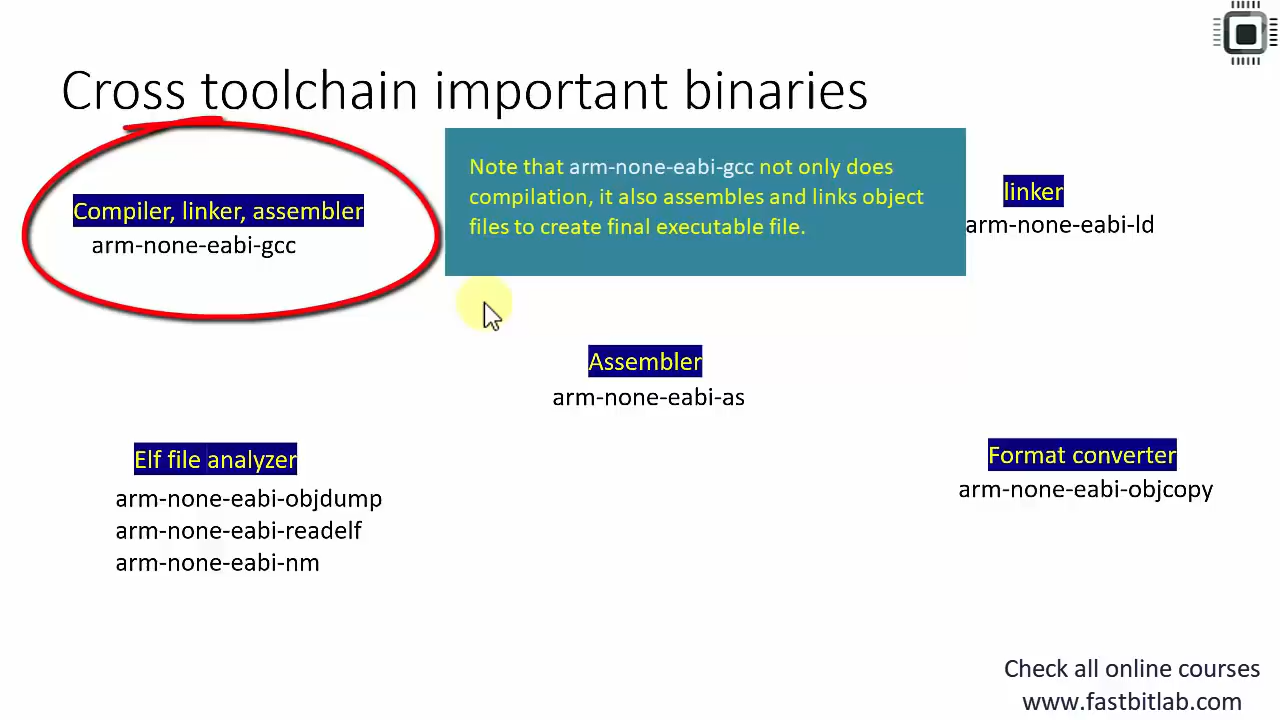 Cross toolchain important binaries
Compiler, linker, assembler
arm-none-eabi-gcc
Note that arm-none-eabi-gcc not only does
compilation, it also assembles and links object
files to create final executable file.
linker
arm-none-eabi-ld
Assembler
arm-none-eabi-as
Elf file analyzer
arm-none-eabi-objdump
arm-none-eabi-readelf
arm-none-eabi-nm
Format converter
arm-none-eabi-objcopy
Check all online courses
www.fastbitlab.com